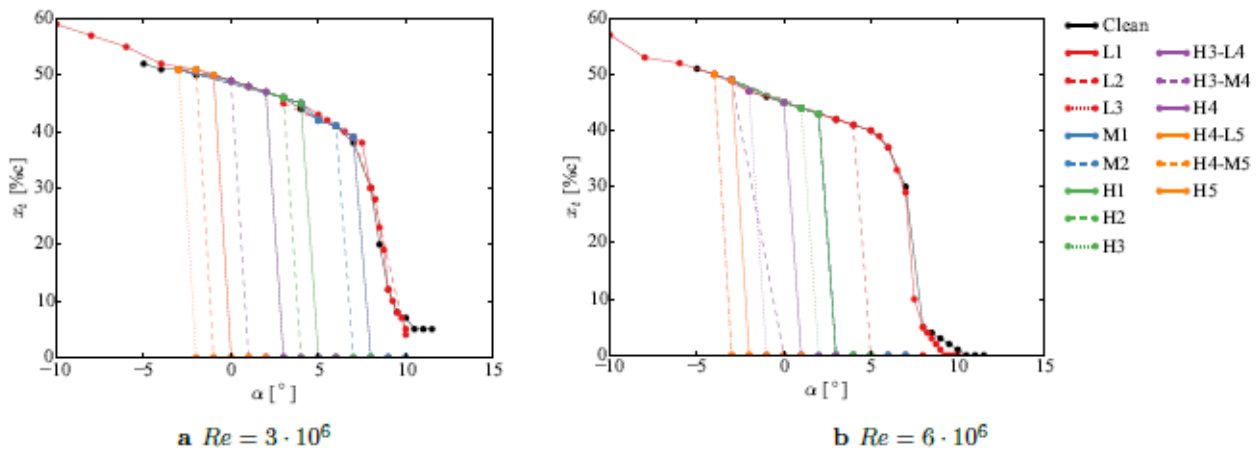 60
50
40
30
20
10
0
x_t [%c]
−10 −5 0 5 10 15
α [°]
a Re = 3 · 10^6
60
50
40
30
20
10
0
x_t [%c]
−10 −5 0 5 10 15
α [°]
b Re = 6 · 10^6
Clean
L1
L2
L3
M1
M2
H1
H2
H3
H3-L4
H3-M4
H4
H4-L5
H4-M5
H5